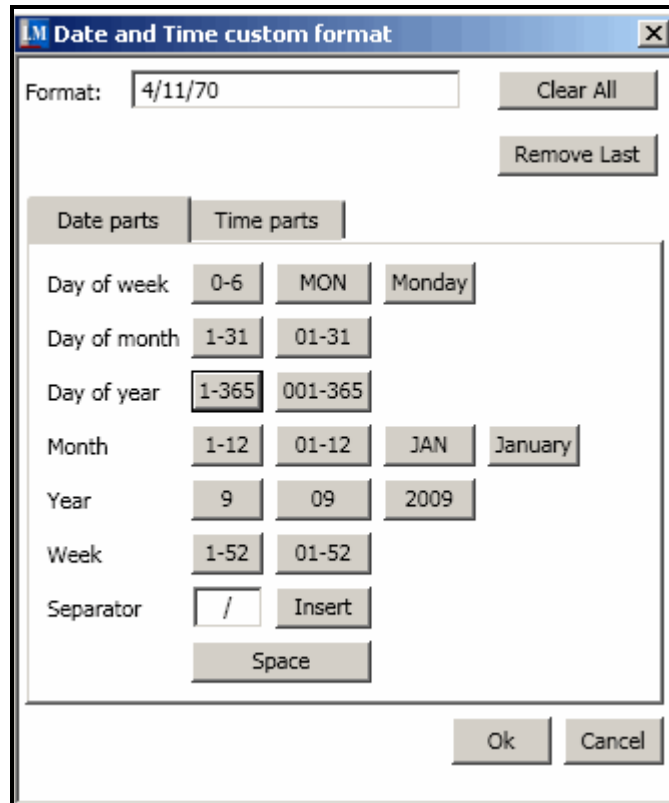 LM Date and Time custom format
Format: 4/11/70 Clear All
Remove Last
Date parts Time parts
Day of week 0-6 MON Monday
Day of month 1-31 01-31
Day of year 1-365 001-365
Month 1-12 01-12 JAN January
Year 9 09 2009
Week 1-52 01-52
Separator / Insert
Space
Ok Cancel